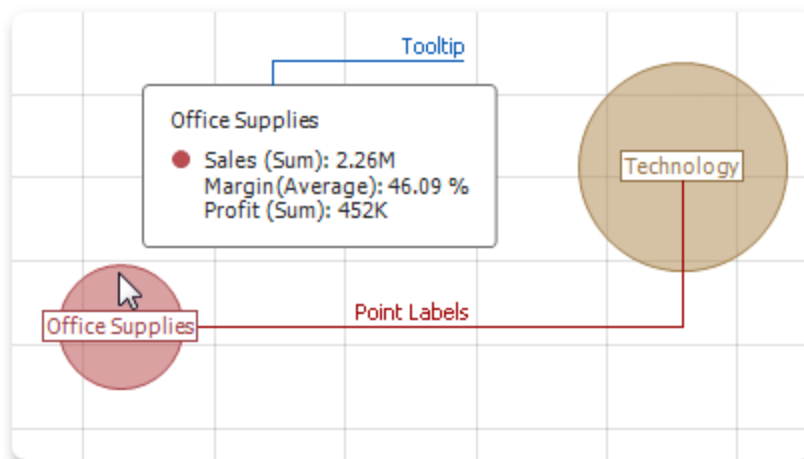 Tooltip
Office Supplies
Sales (Sum): 2.26M
Margin(Average): 46.09 %
Profit (Sum): 452K
Technology
Point Labels
Office Supplies